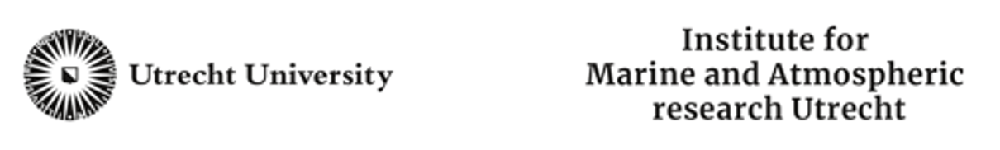 Utrecht University
Institute for
Marine and Atmospheric
research Utrecht